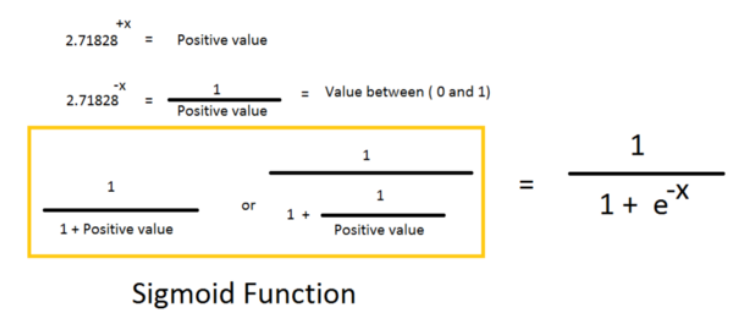 2.71828^+x = Positive value
2.71828^-x = 1 / Positive value = Value between ( 0 and 1)
1 / 1 + Positive value or 1 / 1 + 1 / Positive value = 1 / 1 + e^-x
Sigmoid Function